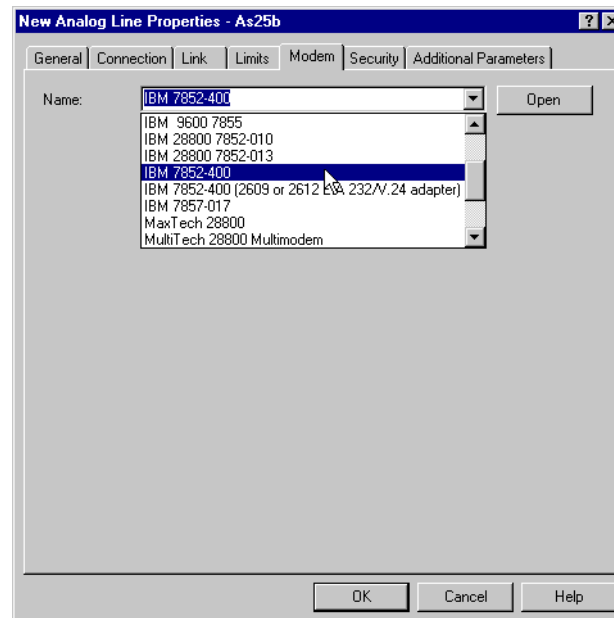 New Analog Line Properties - As25b
General Connection Link Limits Modem Security Additional Parameters
Name: IBM 7852-400 Open
IBM 9600 7855
IBM 28800 7852-010
IBM 28800 7852-013
IBM 7852-400
IBM 7852-400 (2609 or 2612 EIA 232/V.24 adapter)
IBM 7857-017
MaxTech 28800
MultiTech 28800 Multimodem
OK Cancel Help